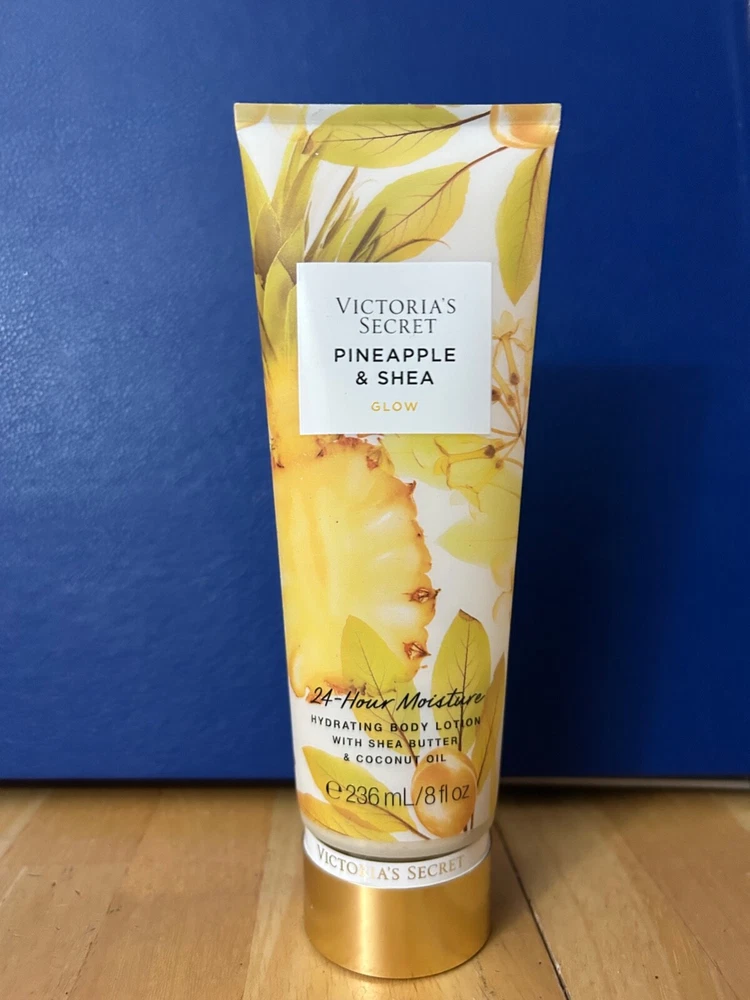 VICTORIA'S
SECRET
PINEAPPLE
& SHEA
GLOW
24-Hour Moisture
HYDRATING BODY LOTION
WITH SHEA BUTTER
& COCONUT OIL
℮ 236 mL/8 fl oz
VICTORIA'S SECRET